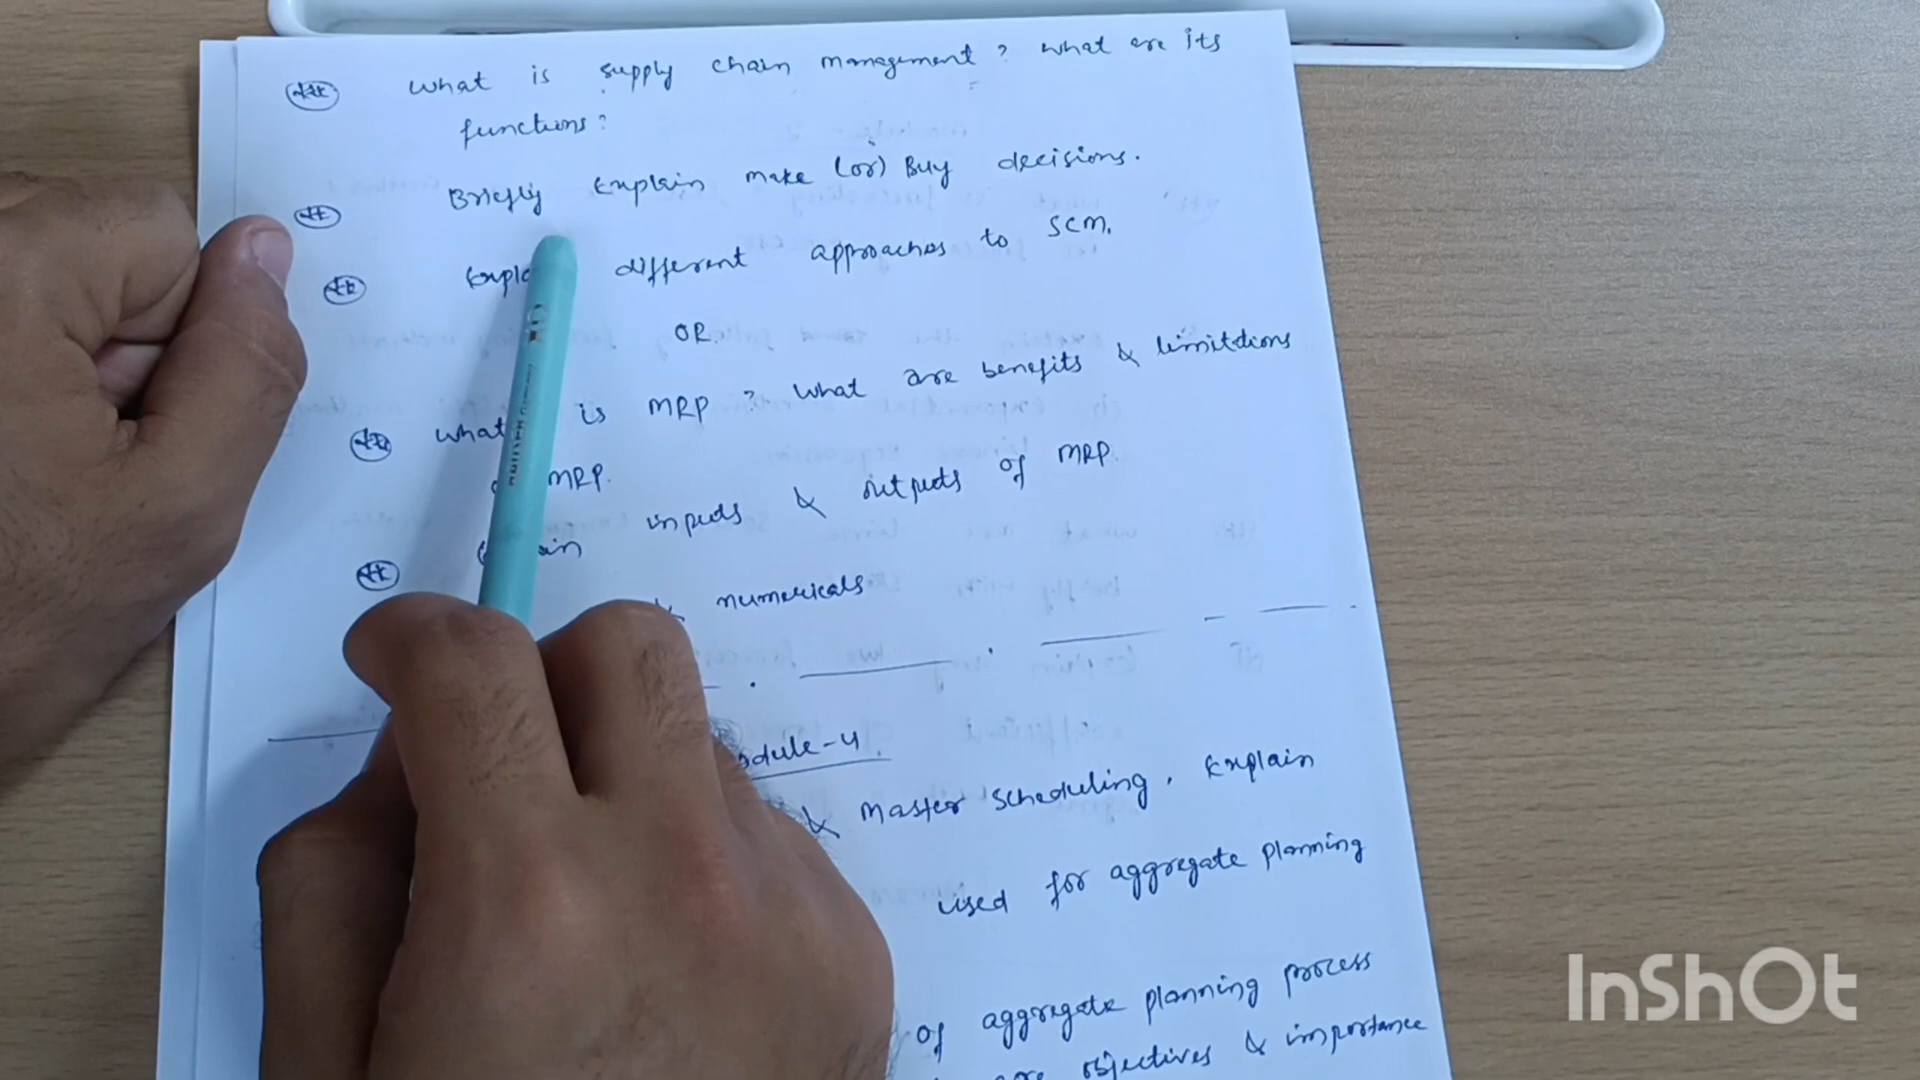 What is supply chain management? What are its
functions?
Briefly Explain make (or) Buy decisions.
different approaches to SCM.
OR
what is MRP? What are benefits & limitations
MRP.
inputs & outputs of MRP
& numericals
Module-4
& Master scheduling. Explain
used for aggregate planning
of aggregate planning process
are objectives & importance
InShOt